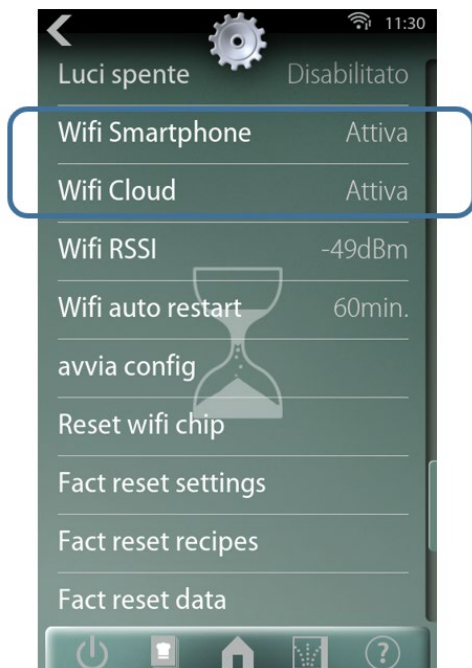 11:30
Luci spente Disabilitato
Wifi Smartphone Attiva
Wifi Cloud Attiva
Wifi RSSI -49dBm
Wifi auto restart 60min.
avvia config
Reset wifi chip
Fact reset settings
Fact reset recipes
Fact reset data
?